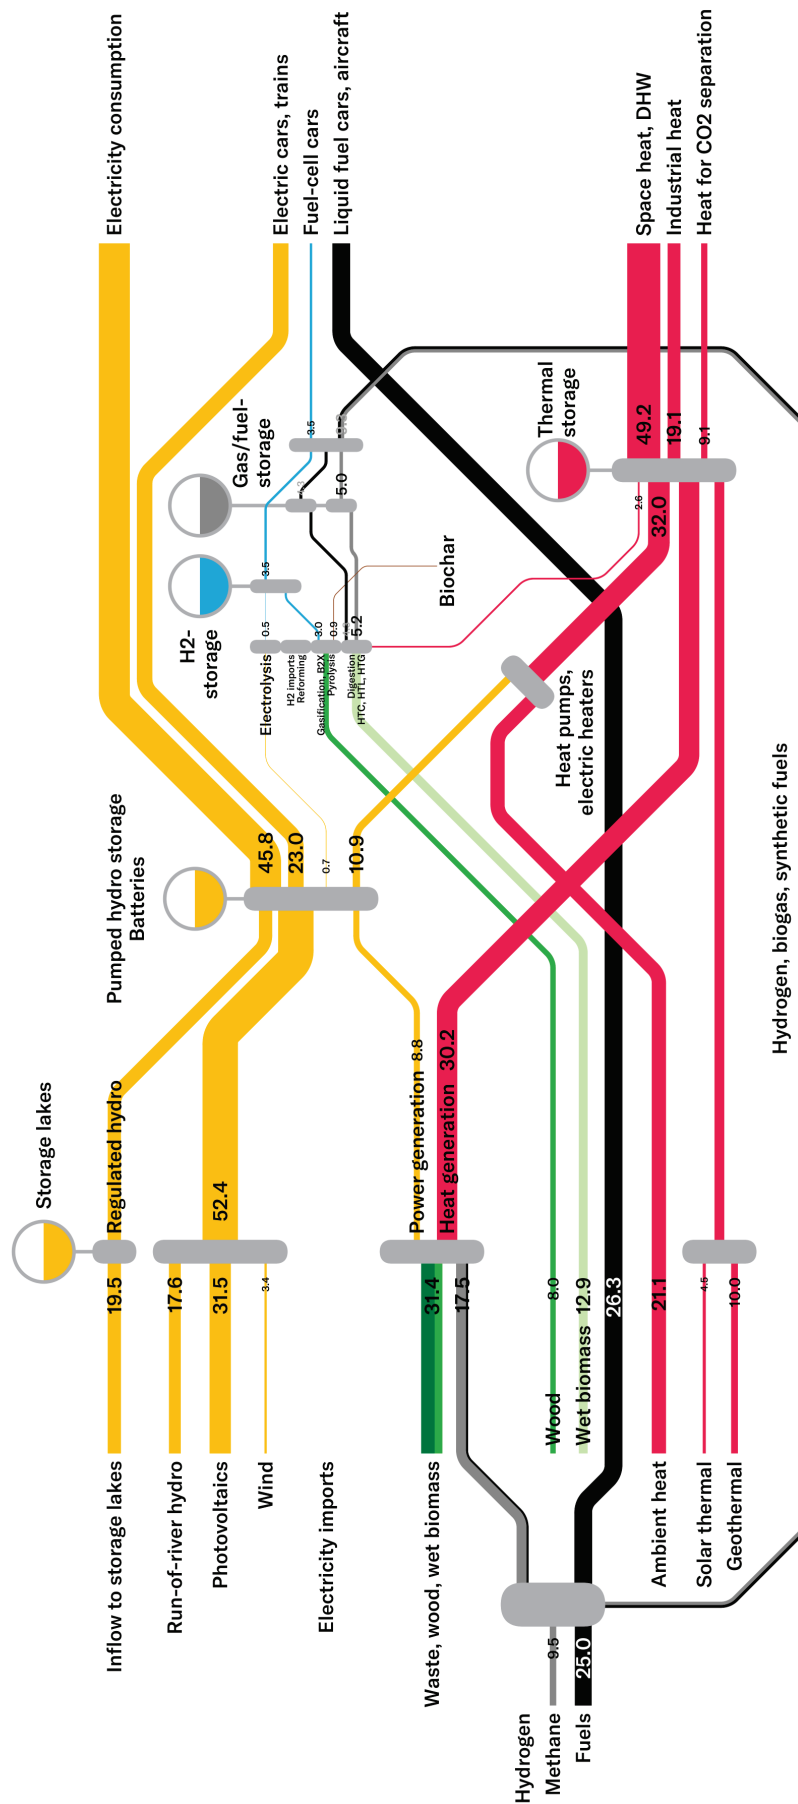 Storage lakes
Inflow to storage lakes
19.5
Regulated hydro
Run-of-river hydro
17.6
Photovoltaics
31.5
52.4
Wind
3.4
Electricity imports
Pumped hydro storage
Batteries
45.8
23.0
0.7
10.9
Electricity consumption
Electric cars, trains
Fuel-cell cars
Liquid fuel cars, aircraft
H2-
storage
Gas/fuel-
storage
Electrolysis
0.5
3.5
3.5
H2 imports
Reforming
Gasification, B2X
3.0
Pyrolysis
0.9
Digestion
HTC, HTL, HTG
5.2
5.0
Biochar
Waste, wood, wet biomass
31.4
17.5
Power generation
8.8
Heat generation
30.2
Hydrogen
Methane
9.5
Fuels
25.0
Wood
8.0
Wet biomass
12.9
26.3
Heat pumps,
electric heaters
Thermal
storage
2.6
32.0
49.2
19.1
9.1
Space heat, DHW
Industrial heat
Heat for CO2 separation
Ambient heat
21.1
Solar thermal
4.5
Geothermal
10.0
Hydrogen, biogas, synthetic fuels